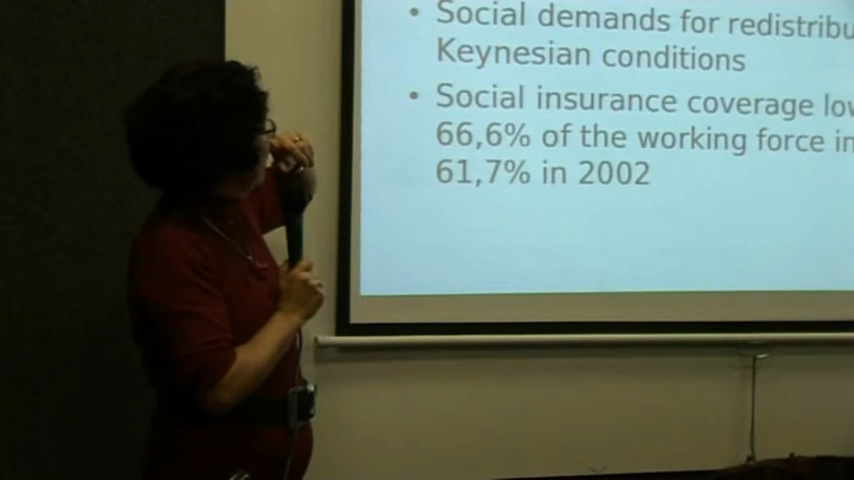 • Social demands for redistribu
Keynesian conditions
• Social insurance coverage lo
66,6% of the working force in
61,7% in 2002